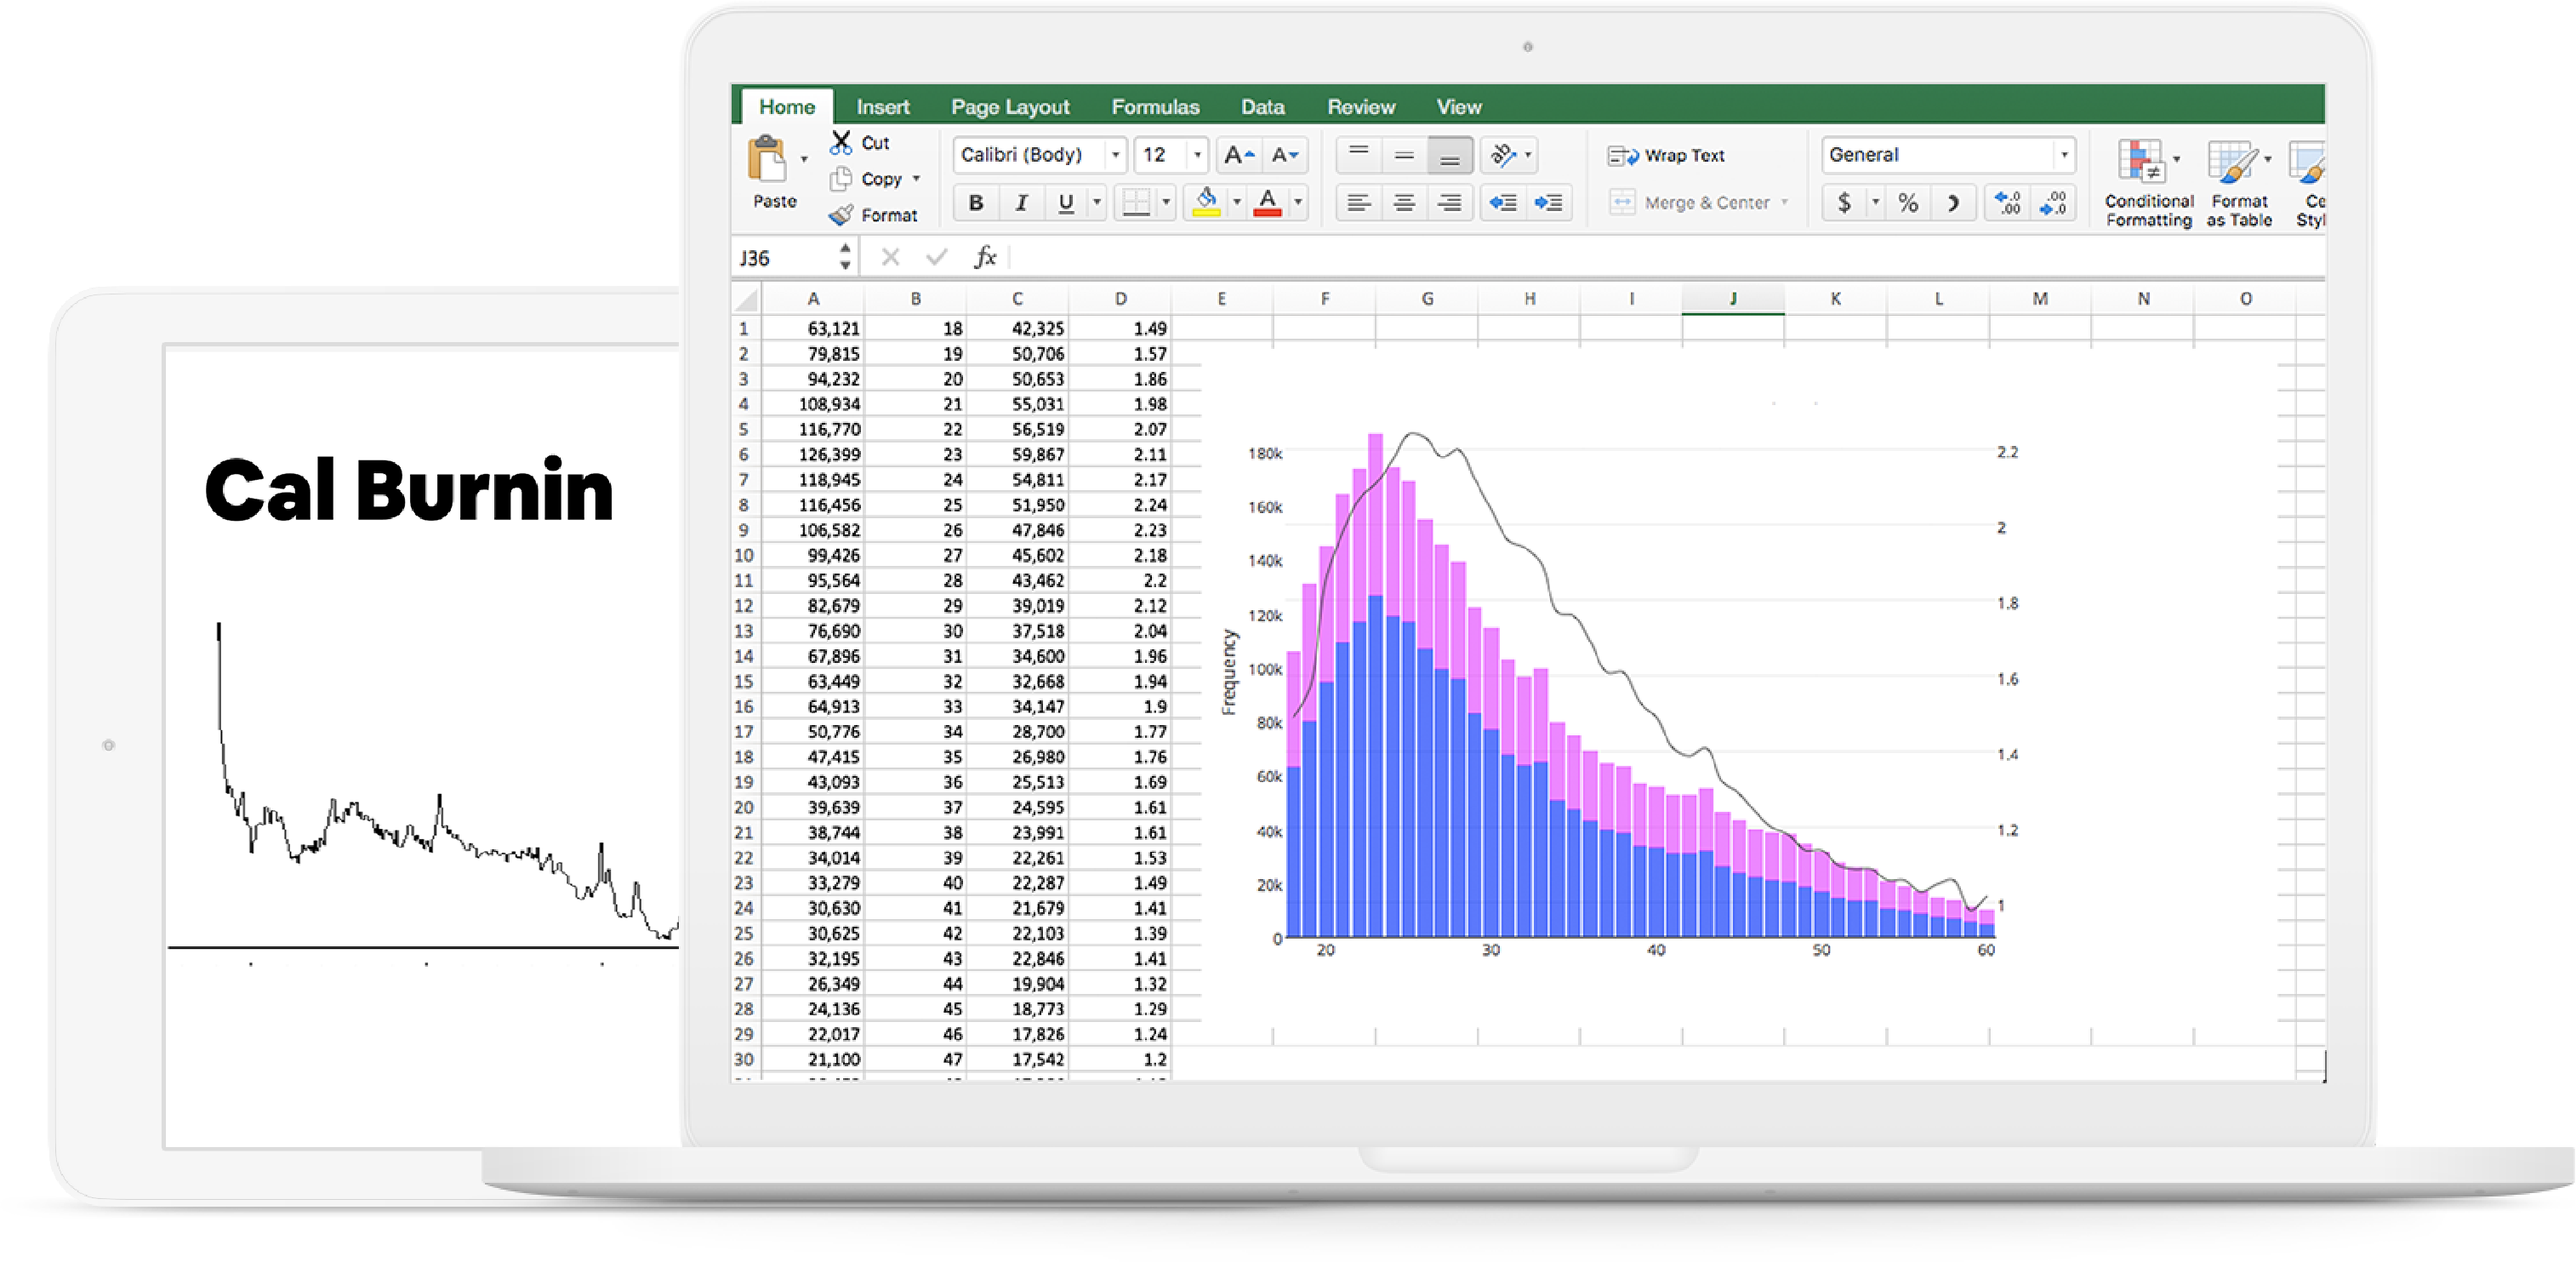 Cal Burnin
Home Insert Page Layout Formulas Data Review View
Paste
Cut
Copy
Format
Calibri (Body) 12 A A
B I U A
ab
Wrap Text
Merge & Center
General
$ % .0 .00 .00 .0
Conditional Formatting
Format as Table
Ce
Styl
J36 fx
A B C D E F G H I J K L M N O
1 63,121 18 42,325 1.49
2 79,815 19 50,706 1.57
3 94,232 20 50,653 1.86
4 108,934 21 55,031 1.98
5 116,770 22 56,519 2.07
6 126,399 23 59,867 2.11
7 118,945 24 54,811 2.17
8 116,456 25 51,950 2.24
9 106,582 26 47,846 2.23
10 99,426 27 45,602 2.18
11 95,564 28 43,462 2.2
12 82,679 29 39,019 2.12
13 76,690 30 37,518 2.04
14 67,896 31 34,600 1.96
15 63,449 32 32,668 1.94
16 64,913 33 34,147 1.9
17 50,776 34 28,700 1.77
18 47,415 35 26,980 1.76
19 43,093 36 25,513 1.69
20 39,639 37 24,595 1.61
21 38,744 38 23,991 1.61
22 34,014 39 22,261 1.53
23 33,279 40 22,287 1.49
24 30,630 41 21,679 1.41
25 30,625 42 22,103 1.39
26 32,195 43 22,846 1.41
27 26,349 44 19,904 1.32
28 24,136 45 18,773 1.29
29 22,017 46 17,826 1.24
30 21,100 47 17,542 1.2
Frequency
180k
160k
140k
120k
100k
80k
60k
40k
20k
0
2.2
2
1.8
1.6
1.4
1.2
1
20 30 40 50 60